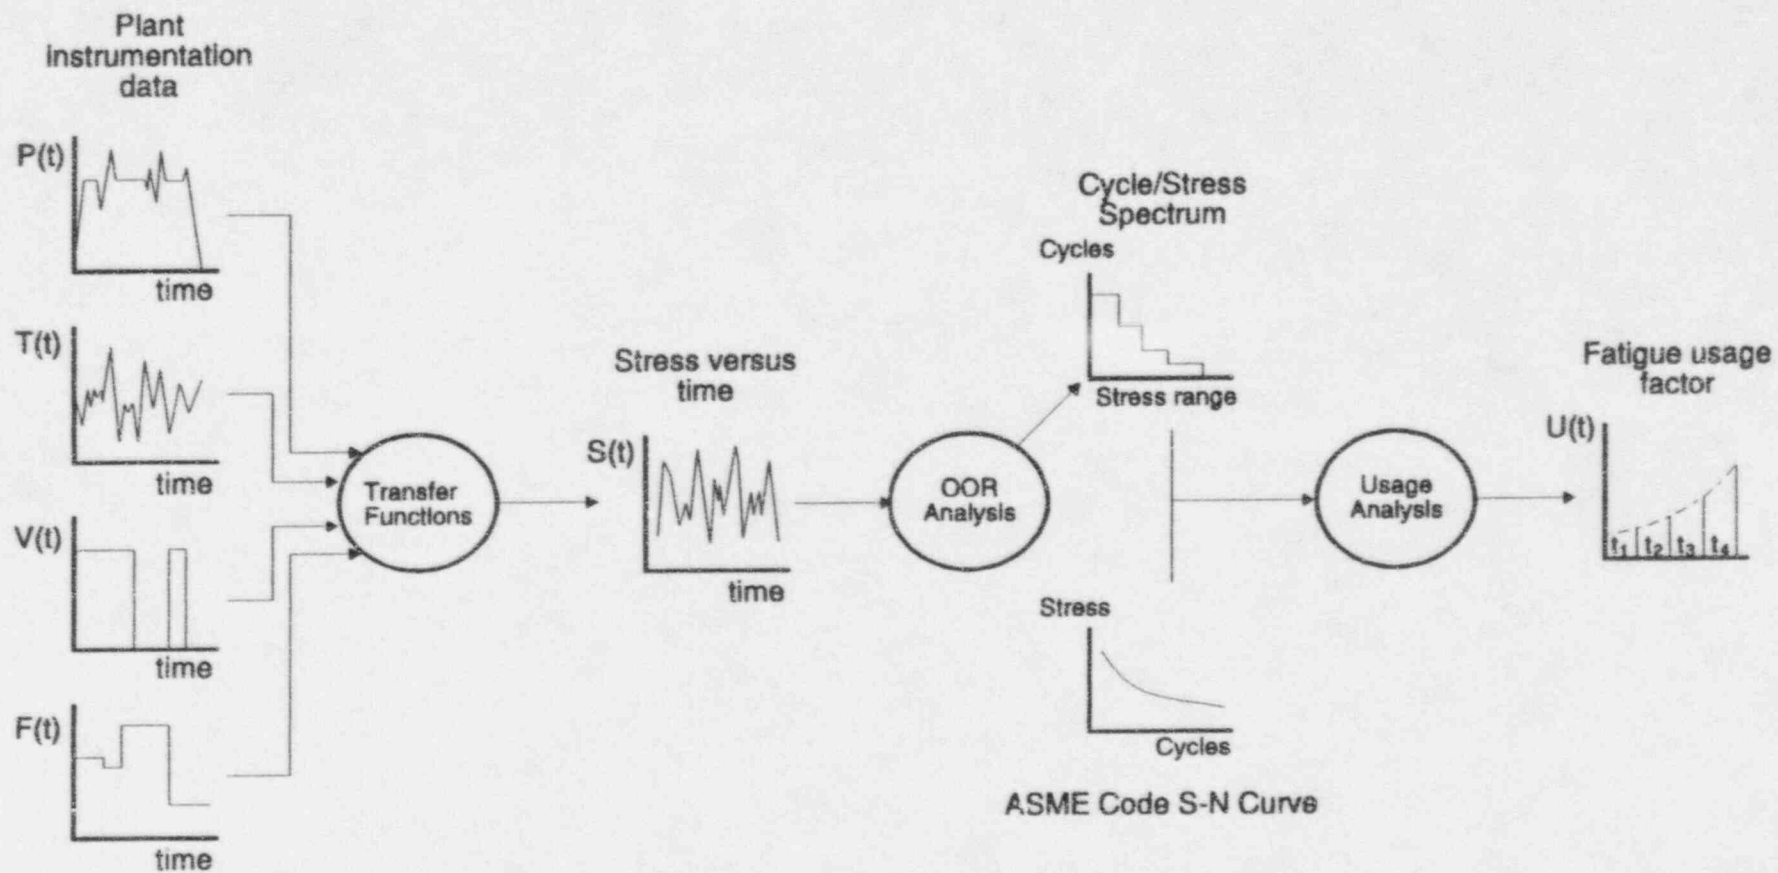 Plant
instrumentation
data
P(t)
time
T(t)
time
V(t)
time
F(t)
time
Transfer
Functions
Stress versus
time
S(t)
time
OOR
Analysis
Cycle/Stress
Spectrum
Cycles
Stress range
Stress
Cycles
ASME Code S-N Curve
Usage
Analysis
Fatigue usage
factor
U(t)
t₁ t₂ t₃ t₄